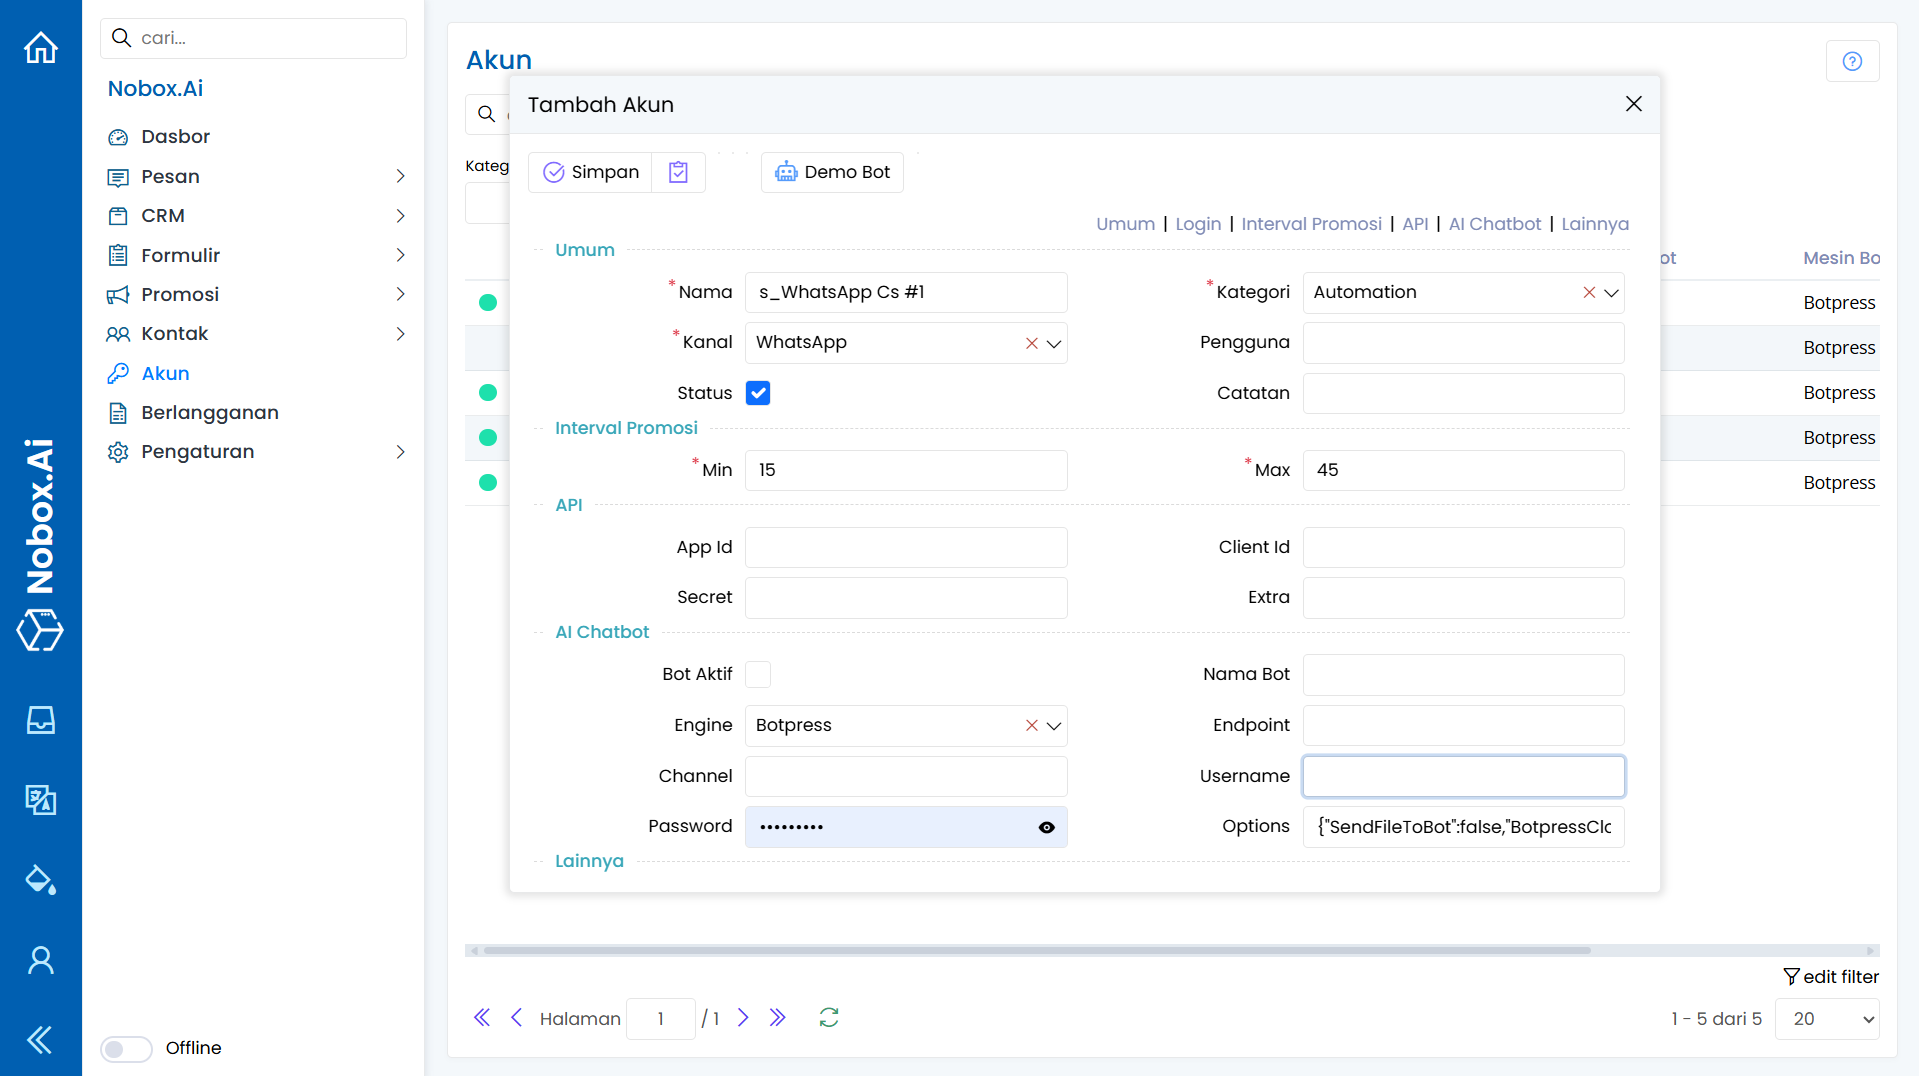 cari...
Nobox.Ai
Dasbor
Pesan
CRM
Formulir
Promosi
Kontak
Akun
Berlangganan
Pengaturan
Offline
Nobox.Ai
Akun
Kateg
Tambah Akun
Simpan
Demo Bot
Umum | Login | Interval Promosi | API | AI Chatbot | Lainnya
Umum
*Nama s_WhatsApp Cs #1
*Kategori Automation
*Kanal WhatsApp
Pengguna
Status
Catatan
Interval Promosi
*Min 15
*Max 45
API
App Id
Client Id
Secret
Extra
AI Chatbot
Bot Aktif
Nama Bot
Engine Botpress
Endpoint
Channel
Username
Password •••••••••
Options {"SendFileToBot":false,"BotpressClo
Lainnya
ot
Mesin Bo
Botpress
Botpress
Botpress
Botpress
Botpress
edit filter
Halaman 1 / 1
1 - 5 dari 5
20